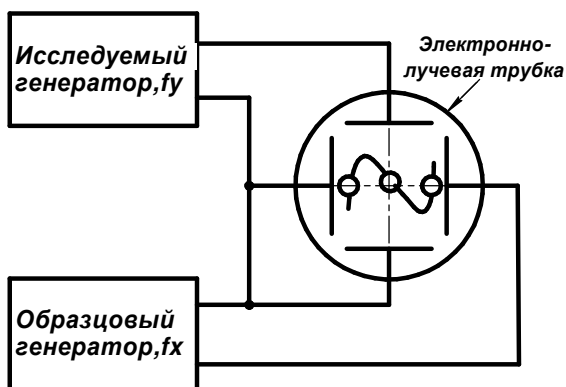 Исследуемый
генератор,fy
Электронно-
лучевая трубка
Образцовый
генератор,fx